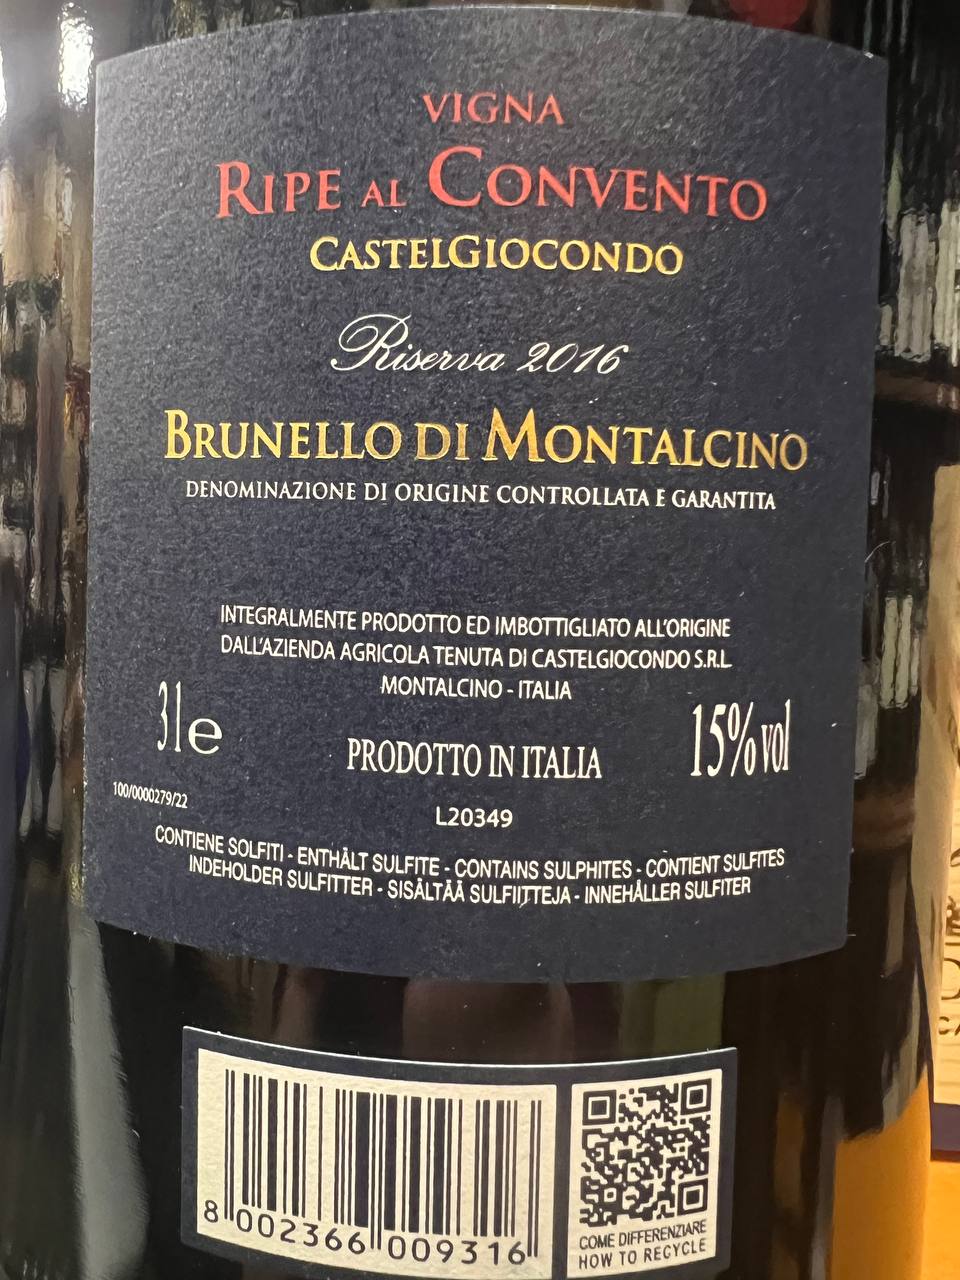 VIGNA
RIPE AL CONVENTO
CASTELGIOCONDO
Riserva 2016
BRUNELLO DI MONTALCINO
DENOMINAZIONE DI ORIGINE CONTROLLATA E GARANTITA
INTEGRALMENTE PRODOTTO ED IMBOTTIGLIATO ALL'ORIGINE
DALL'AZIENDA AGRICOLA TENUTA DI CASTELGIOCONDO S.R.L.
MONTALCINO - ITALIA
3le PRODOTTO IN ITALIA 15% vol
100/0000279/22
L20349
CONTIENE SOLFITI - ENTHÄLT SULFITE - CONTAINS SULPHITES - CONTIENT SULFITES
INDEHOLDER SULFITTER - SISÄLTÄÄ SULFIITTEJA - INNEHÅLLER SULFITER
8 002366 009316
COME DIFFERENZIARE
HOW TO RECYCLE